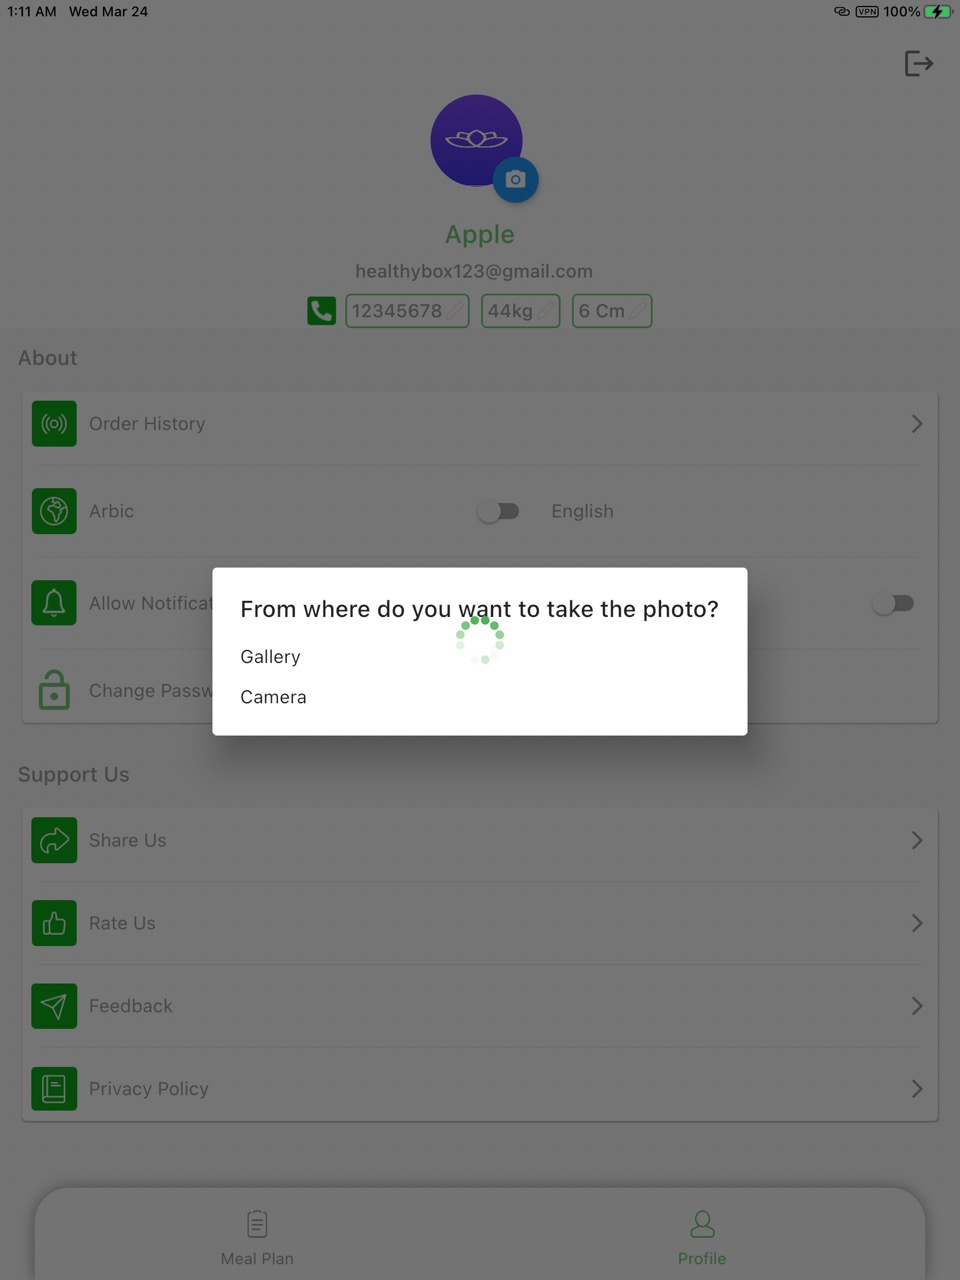 1:11 AM Wed Mar 24 VPN 100%
Apple
healthybox123@gmail.com
12345678 44kg 6 Cm
About
Order History
Arbic English
Allow Notificat
Change Passw
From where do you want to take the photo?
Gallery
Camera
Support Us
Share Us
Rate Us
Feedback
Privacy Policy
Meal Plan Profile